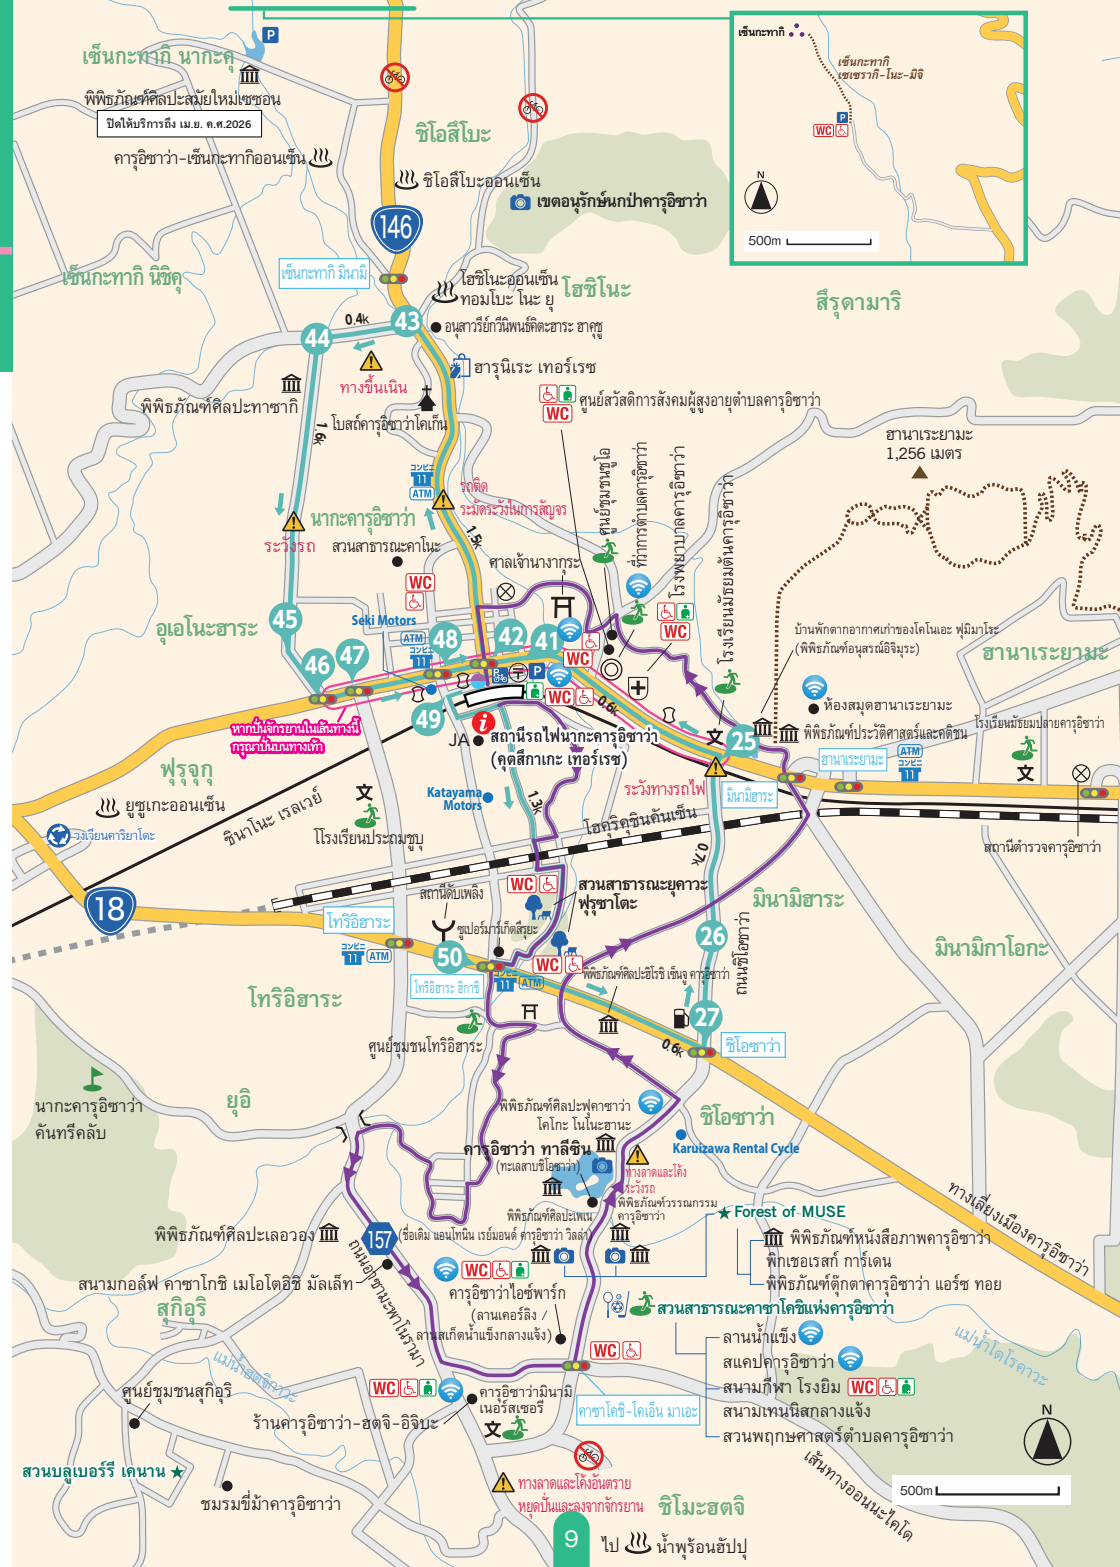 เซ็นกะทากิ
เซ็นกะทากิ
เซเซรากิ-โนะ-มิจิ
P
WC
N
500m
P
เซ็นกะทากิ นากะคุ
พิพิธภัณฑ์ศิลปะสมัยใหม่เซซอน
ปิดให้บริการถึง เม.ย. ค.ศ.2026
คารุอิซาว่า-เซ็นกะทากิออนเซ็น
ชิโอสึโบะ
ชิโอสึโบะออนเซ็น
เขตอนุรักษ์นกป่าคารุอิซาว่า
146
เซ็นกะทากิ นิชิคุ
เซ็นกะทากิ มินามิ
โฮชิโนะออนเซ็น
ทอมโบะ โนะ ยุ
โฮชิโนะ
สึรุดามาริ
0.4k
43
44
อนุสาวรีย์กวีนิพนธ์คิตะฮาระ ฮาคุชู
ทางขึ้นเนิน
ฮารุนิเระ เทอร์เรซ
พิพิธภัณฑ์ศิลปะทาซากิ
1.6k
โบสถ์คารุอิซาว่าโคเก็น
WC
ศูนย์สวัสดิการสังคมผู้สูงอายุตำบลคารุอิซาว่า
ฮานาเระยามะ
1,256 เมตร
コンビニ
ATM
รถติด
ระมัดระวังในการสัญจร
1.5k
ศูนย์ชุมชนชูโอ
ที่ว่าการตำบลคารุอิซาว่า
โรงพยาบาลคารุอิซาว่า
โรงเรียนมัธยมต้นคารุอิซาว่า
นากะคารุอิซาว่า
ระวังรถ
สวนสาธารณะคาโนะ
ศาลเจ้านางากุระ
WC
WC
Seki Motors
ATM
コンビニ
45
อุเอโนะฮาระ
46
47
48
42
41
WC
P
P
WC
0.6k
บ้านพักตากอากาศเก่าของโคโนเอะ ฟุมิมาโระ
(พิพิธภัณฑ์อนุสรณ์อิจิมุระ)
ฮานาเระยามะ
ห้องสมุดฮานาเระยามะ
พิพิธภัณฑ์ประวัติศาสตร์และคติชน
โรงเรียนมัธยมปลายคารุอิซาว่า
文
หากปั่นจักรยานในเส้นทางนี้
กรุณาปั่นบนทางเท้า
49
JA
สถานีรถไฟนากะคารุอิซาว่า
(คุตสึกาเกะ เทอร์เรซ)
文
25
ฮานาเระยามะ
ATM
コンビニ
ระวังทางรถไฟ
มินามิฮาระ
สถานีตำรวจคารุอิซาว่า
ฟุรุจุกุ
ยูซูเกะออนเซ็น
วงเวียนคาริยาโดะ
ชินาโนะ เรลเวย์
文
โรงเรียนประถมชูบุ
Katayama
Motors
1.3k
โฮคุริคุชินคันเซ็น
0.7k
18
สถานีดับเพลิง
WC
สวนสาธารณะยุคาวะ
ฟุรุซาโตะ
มินามิฮาระ
โทริอิฮาระ
コンビニ
ATM
ซูเปอร์มาร์เก็ตสึรุยะ
50
WC
26
ถนนชิโอซาว่า
มินามิกาโอกะ
โทริอิฮาระ ฮิกาชิ
コンビニ
ATM
พิพิธภัณฑ์ศิลปะฮิโรชิ เซ็นจู คารุอิซาว่า
โทริอิฮาระ
27
ศูนย์ชุมชนโทริอิฮาระ
0.6k
ชิโอซาว่า
นากะคารุอิซาว่า
คันทรีคลับ
ยุอิ
พิพิธภัณฑ์ศิลปะฟุคาซาว่า
โคโกะ โนโนะฮานะ
ชิโอซาว่า
Karuizawa Rental Cycle
คารุอิซาว่า ทาลีซิน
(ทะเลสาบชิโอซาว่า)
ทางลาดและโค้ง
ระวังรถ
พิพิธภัณฑ์วรรณกรรม
คารุอิซาว่า
พิพิธภัณฑ์ศิลปะเพเน
(ชื่อเดิม แอนโทนิน เรย์มอนด์ คารุอิซาว่า วิลล่า)
พิพิธภัณฑ์ศิลปะเลอวอง
157
ถนนอาซามะพาโนรามา
สนามกอล์ฟ คาซาโกชิ เมโอโตอิชิ มัลเล็ท
ทางเลี่ยงเมืองคารุอิซาว่า
★ Forest of MUSE
พิพิธภัณฑ์หนังสือภาพคารุอิซาว่า
พิกเชอเรสก์ การ์เดน
พิพิธภัณฑ์ตุ๊กตาคารุอิซาว่า แอร์ซ ทอย
WC
คารุอิซาว่าไอซ์พาร์ก
(ลานเคอร์ลิง /
ลานสเก็ตน้ำแข็งกลางแจ้ง)
สวนสาธารณะคาซาโคชิแห่งคารุอิซาว่า
ลานน้ำแข็ง
สแคปคารุอิซาว่า
สนามกีฬา โรงยิม
WC
สนามเทนนิสกลางแจ้ง
สวนพฤกษศาสตร์ตำบลคารุอิซาว่า
แม่น้ำโดโรคาวะ
เส้นทางออนนะไคโด
สุกิอุริ
แม่น้ำฮตจิกาวะ
ศูนย์ชุมชนสุกิอุริ
WC
WC
คารุอิซาว่ามินามิ
เนอร์สเซอรี
คาซาโคชิ-โคเอ็น มาเอะ
ร้านคารุอิซาว่า-ฮตจิ-อิจิบะ
文
สวนบลูเบอร์รี เคนาน ★
ชมรมขี่ม้าคารุอิซาว่า
ทางลาดและโค้งอันตราย
หยุดปั่นและลงจากจักรยาน
ชิโมะฮตจิ
ไป
น้ำพุร้อนฮัปปุ
N
500m
9